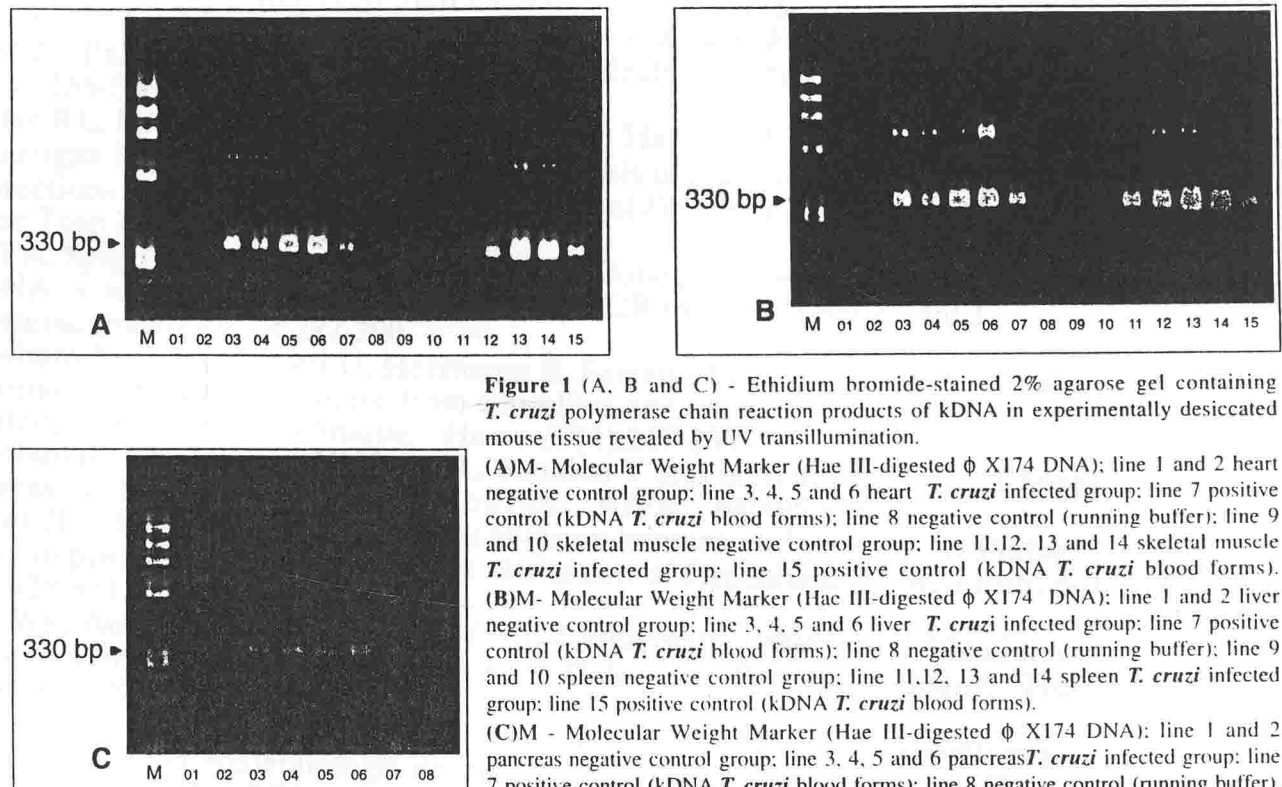 330 bp
A
M 01 02 03 04 05 06 07 08 09 10 11 12 13 14 15
330 bp
B
M 01 02 03 04 05 06 07 08 09 10 11 12 13 14 15
330 bp
C
M 01 02 03 04 05 06 07 08
Figure 1 (A, B and C) - Ethidium bromide-stained 2% agarose gel containing
T. cruzi polymerase chain reaction products of kDNA in experimentally desiccated
mouse tissue revealed by UV transillumination.
(A)M- Molecular Weight Marker (Hae III-digested ϕ X174 DNA); line 1 and 2 heart
negative control group; line 3, 4, 5 and 6 heart T. cruzi infected group; line 7 positive
control (kDNA T. cruzi blood forms); line 8 negative control (running buffer); line 9
and 10 skeletal muscle negative control group; line 11,12, 13 and 14 skeletal muscle
T. cruzi infected group; line 15 positive control (kDNA T. cruzi blood forms).
(B)M- Molecular Weight Marker (Hae III-digested ϕ X174 DNA); line 1 and 2 liver
negative control group; line 3, 4, 5 and 6 liver T. cruzi infected group; line 7 positive
control (kDNA T. cruzi blood forms); line 8 negative control (running buffer); line 9
and 10 spleen negative control group; line 11,12, 13 and 14 spleen T. cruzi infected
group; line 15 positive control (kDNA T. cruzi blood forms).
(C)M - Molecular Weight Marker (Hae III-digested ϕ X174 DNA); line 1 and 2
pancreas negative control group; line 3, 4, 5 and 6 pancreasT. cruzi infected group; line
7 positive control (kDNA T. cruzi blood forms); line 8 negative control (running buffer).